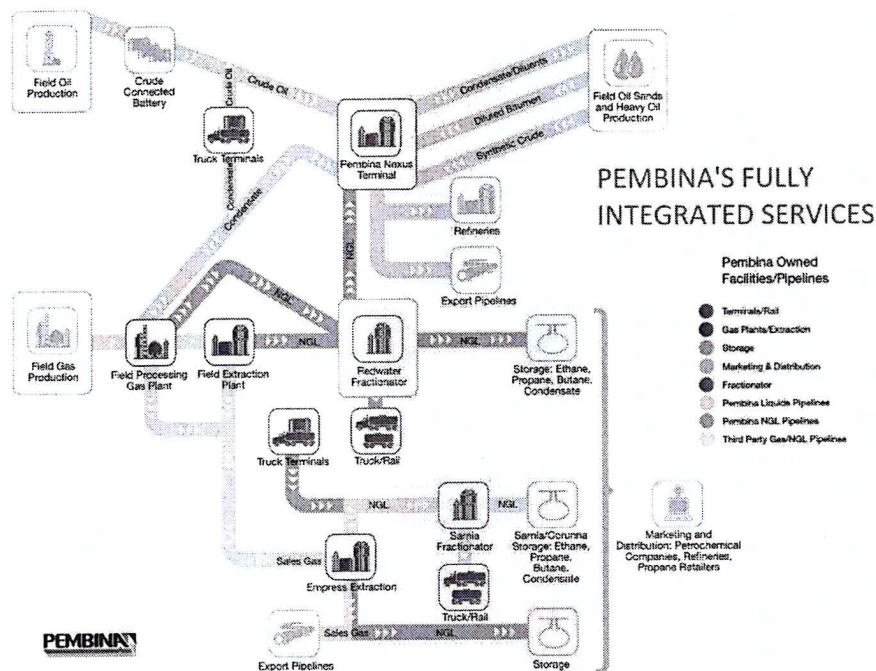 Field Oil
Production
Crude
Connected
Battery
Crude Oil
Crude Oil
Truck Terminals
Condensate
Condensate
Pembina Nexus
Terminal
Condensate/Diluents
Diluted Bitumen
Synthetic Crude
Field Oil Sands
and Heavy Oil
Production
PEMBINA'S FULLY
INTEGRATED SERVICES
Refineries
Export Pipelines
NGL
Pembina Owned
Facilities/Pipelines
Terminals/Rail
Gas Plants/Extraction
Storage
Marketing & Distribution
Fractionator
Pembina Liquids Pipelines
Pembina NGL Pipelines
Third Party Gas/NGL Pipelines
Field Gas
Production
Field Processing
Gas Plant
NGL
Field Extraction
Plant
NGL
Redwater
Fractionator
NGL
Storage: Ethane,
Propane, Butane,
Condensate
Truck Terminals
Truck/Rail
NGL
Sarnia
Fractionator
NGL
Sarnia/Corunna
Storage: Ethane,
Propane,
Butane,
Condensate
Marketing and
Distribution: Petrochemical
Companies, Refineries,
Propane Retailers
Sales Gas
Empress Extraction
Truck/Rail
Export Pipelines
Sales Gas
NGL
Storage
PEMBINA